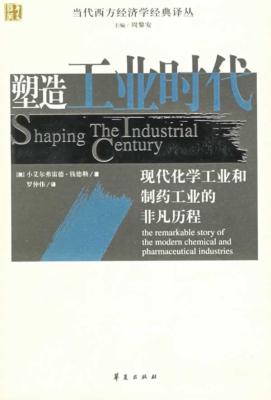 当代西方经济学经典译丛
主编/周黎安
塑造工业时代
Shaping The Industrial
Century
现代化学工业和
制药工业的
非凡历程
the remarkable story of
the modern chemical and
pharmaceutical industries
[美] 小艾尔弗雷德·钱德勒/著
罗仲伟/译
华夏出版社